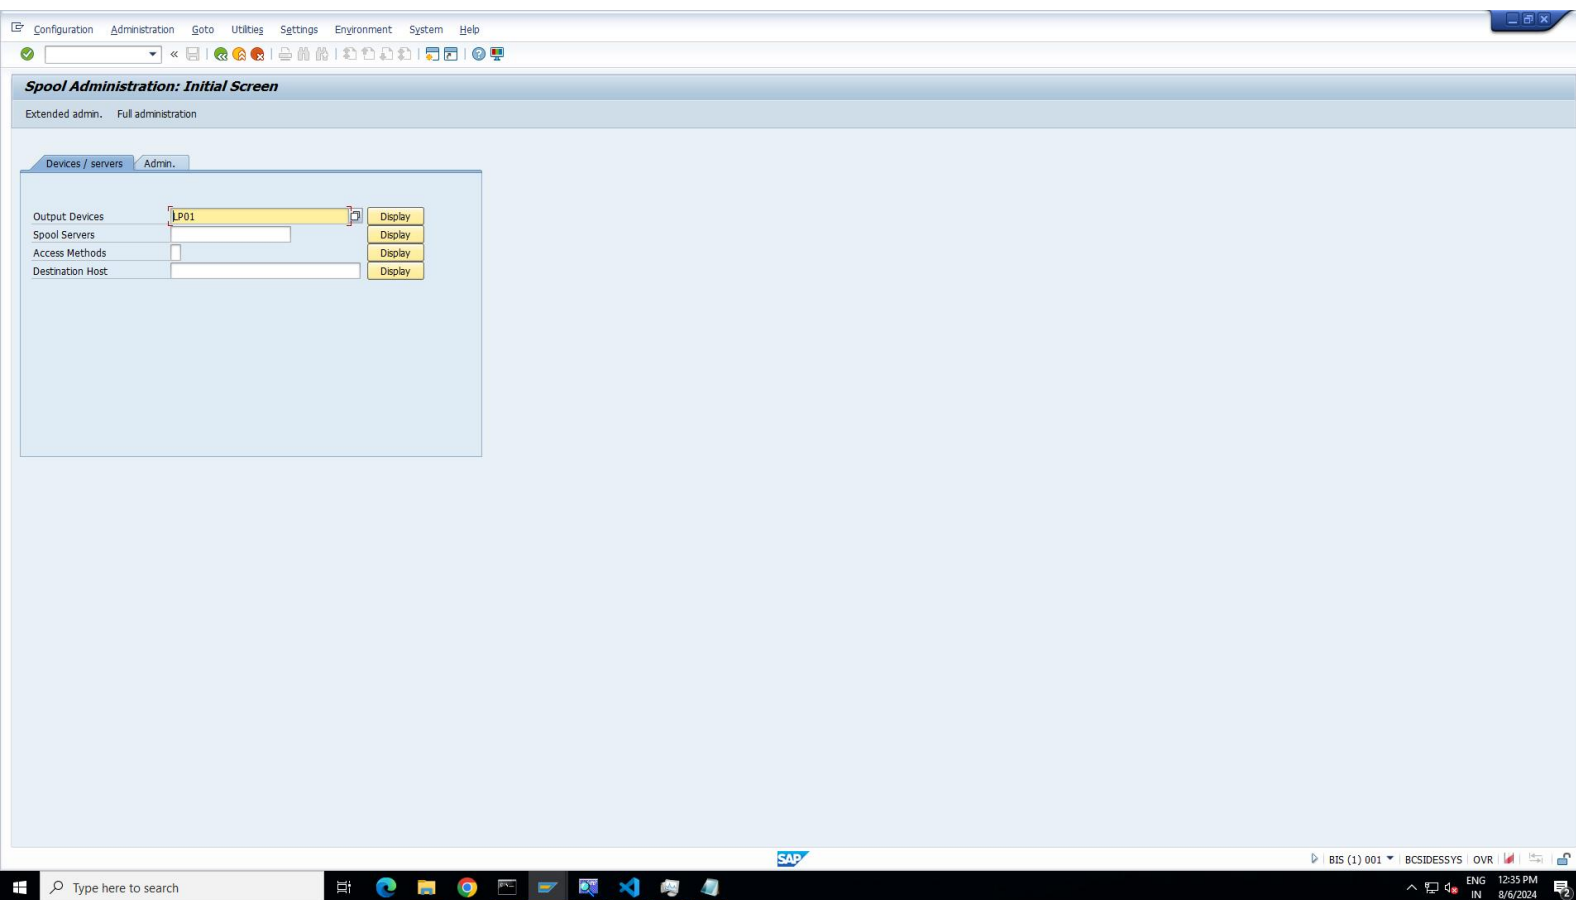 Configuration Administration Goto Utilities Settings Environment System Help
Spool Administration: Initial Screen
Extended admin. Full administration
Devices / servers Admin.
Output Devices LP01 Display
Spool Servers Display
Access Methods Display
Destination Host Display
SAP
BIS (1) 001 BCSIDESSYS OVR
Type here to search
ENG 12:35 PM
IN 8/6/2024
2